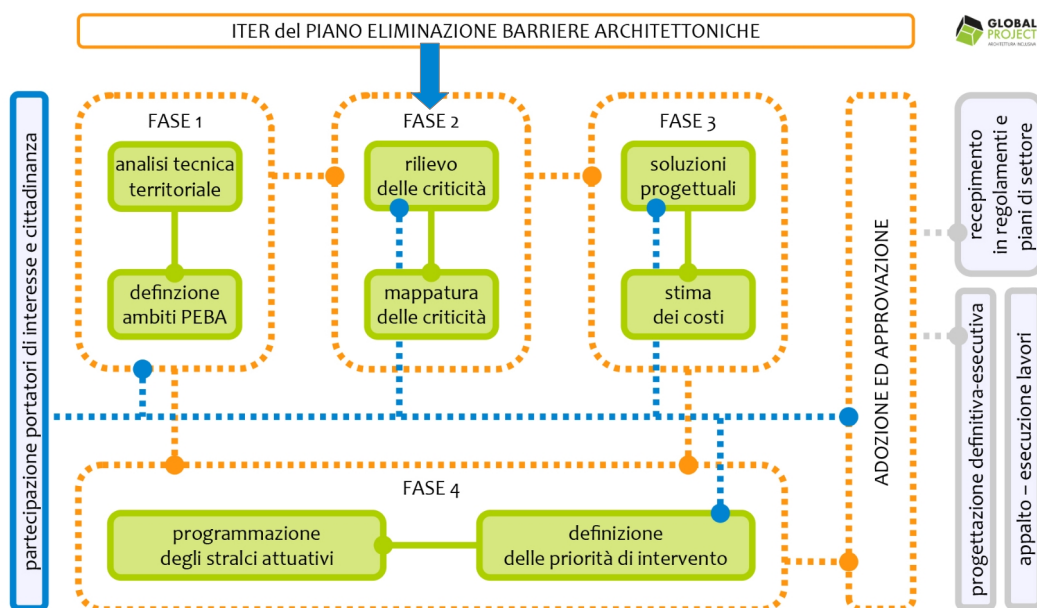 ITER del PIANO ELIMINAZIONE BARRIERE ARCHITETTONICHE
GLOBAL
PROJECT
ARCHITETTURA INCLUSIVA
partecipazione portatori di interesse e cittadinanza
FASE 1
analisi tecnica
territoriale
definzione
ambiti PEBA
FASE 2
rilievo
delle criticità
mappatura
delle criticità
FASE 3
soluzioni
progettuali
stima
dei costi
FASE 4
programmazione
degli stralci attuativi
definizione
delle priorità di intervento
ADOZIONE ED APPROVAZIONE
recepimento
in regolamenti e
piani di settore
progettazione definitiva-esecutiva
appalto – esecuzione lavori